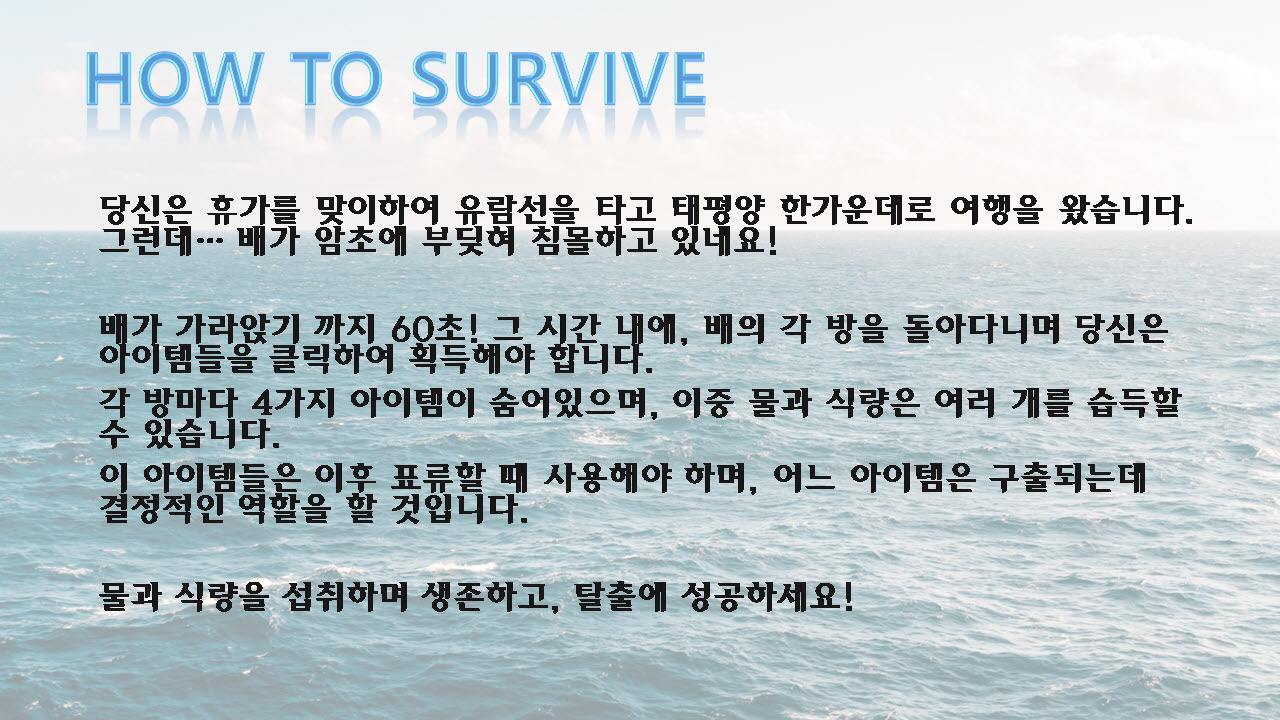 HOW TO SURVIVE
당신은 휴가를 맞이하여 유람선을 타고 태평양 한가운데로 여행을 왔습니다.
그런데… 배가 암초에 부딪혀 침몰하고 있네요!
배가 가라앉기 까지 60초! 그 시간 내에, 배의 각 방을 돌아다니며 당신은
아이템들을 클릭하여 획득해야 합니다.
각 방마다 4가지 아이템이 숨어있으며, 이중 물과 식량은 여러 개를 습득할
수 있습니다.
이 아이템들은 이후 표류할 때 사용해야 하며, 어느 아이템은 구출되는데
결정적인 역할을 할 것입니다.
물과 식량을 섭취하며 생존하고, 탈출에 성공하세요!